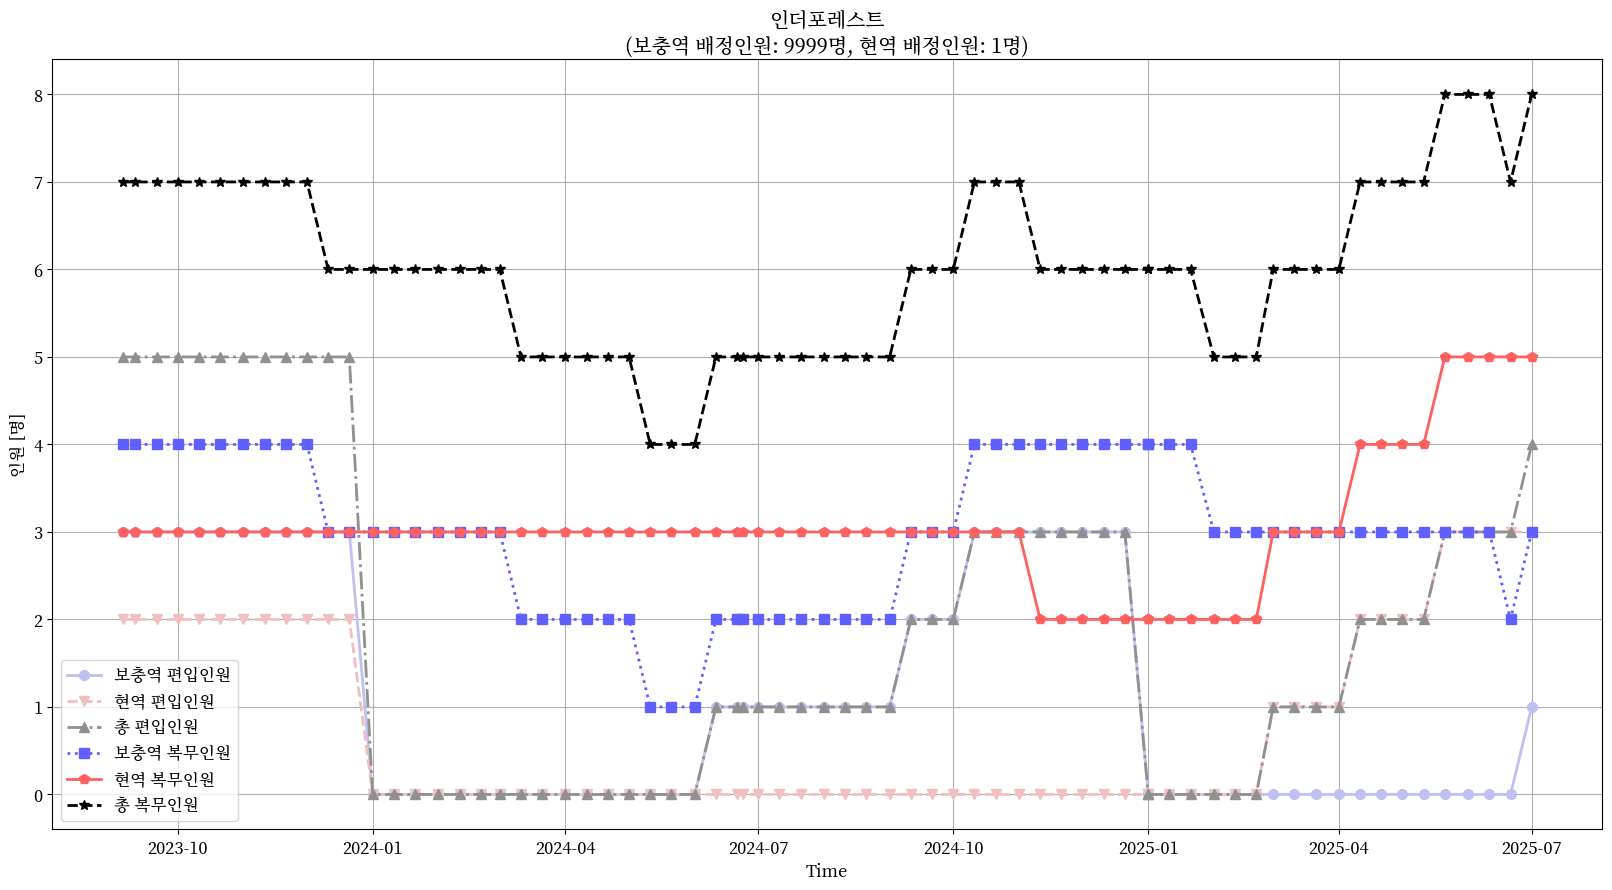 인더포레스트
(보충역 배정인원: 9999명, 현역 배정인원: 1명)
8
7
6
5
4
3
2
1
0
인원 [명]
보충역 편입인원
현역 편입인원
총 편입인원
보충역 복무인원
현역 복무인원
총 복무인원
2023-10
2024-01
2024-04
2024-07
2024-10
2025-01
2025-04
2025-07
Time